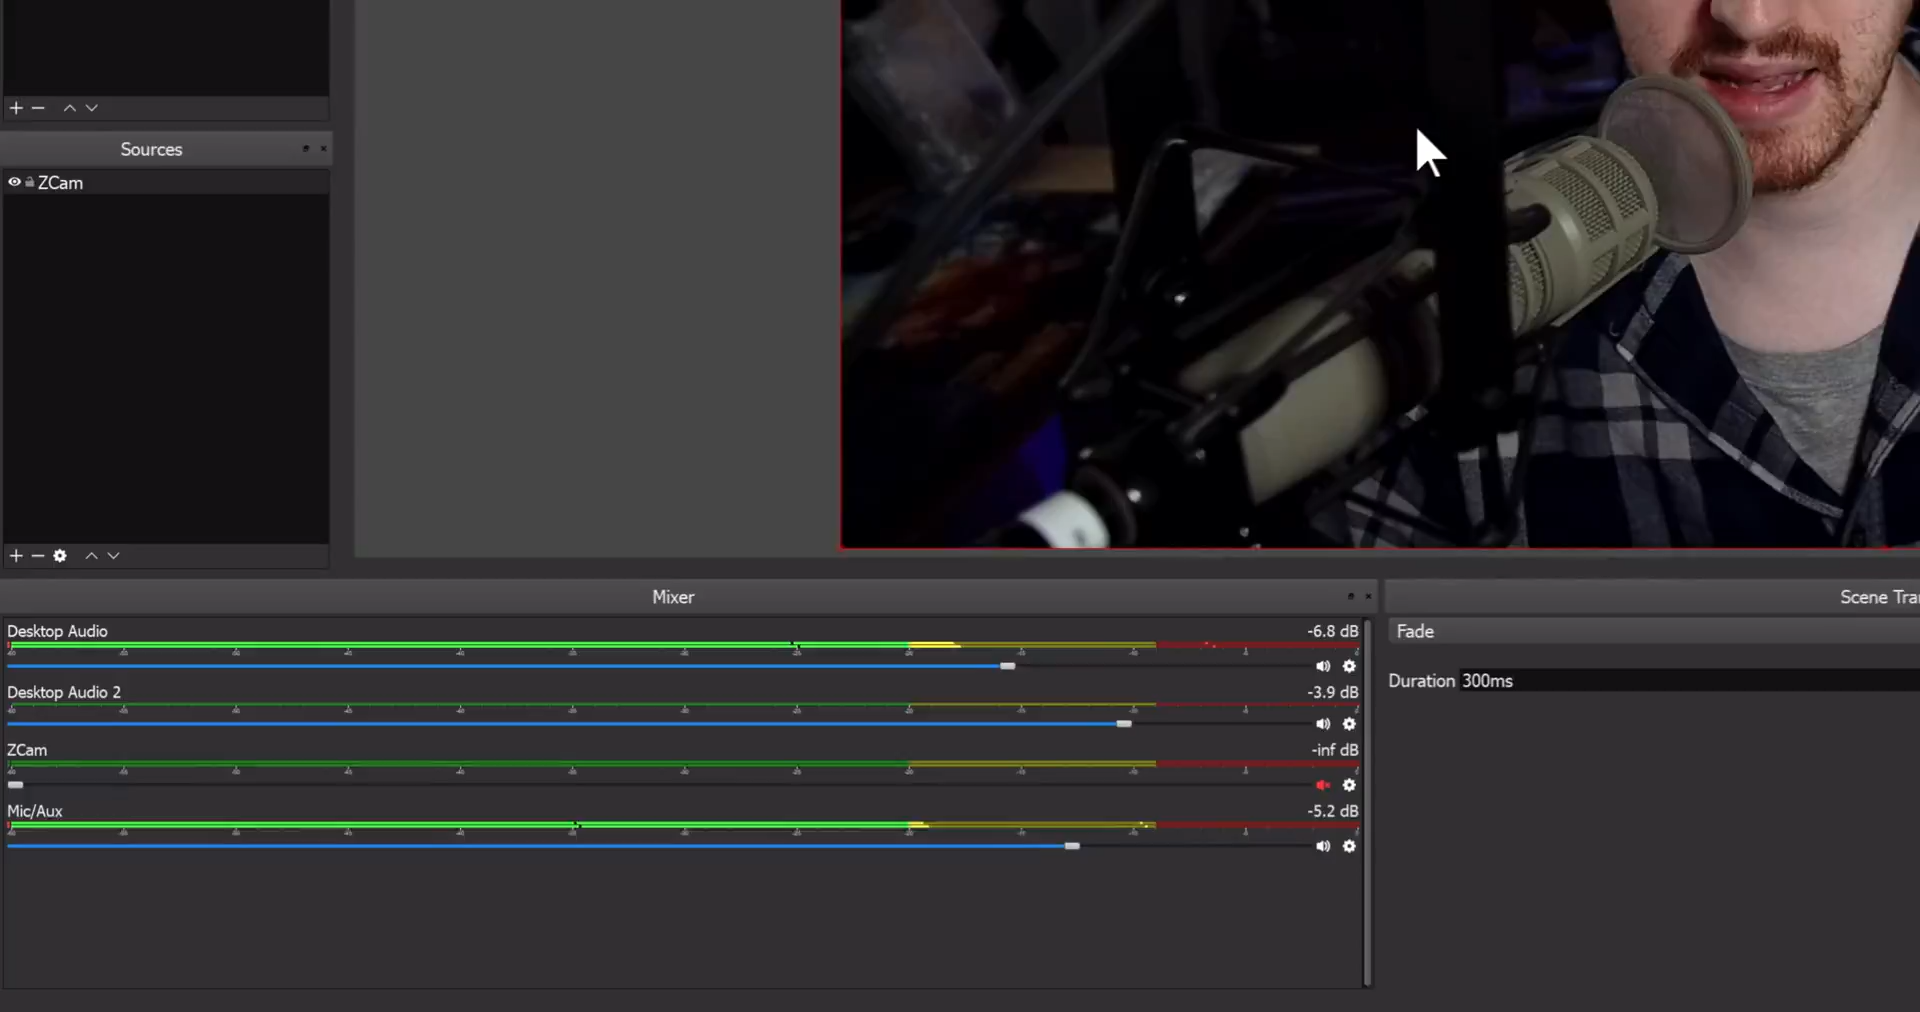 Sources
ZCam
Mixer
Scene Tra
Desktop Audio
-6.8 dB
Fade
Duration 300ms
Desktop Audio 2
-3.9 dB
ZCam
-inf dB
Mic/Aux
-5.2 dB